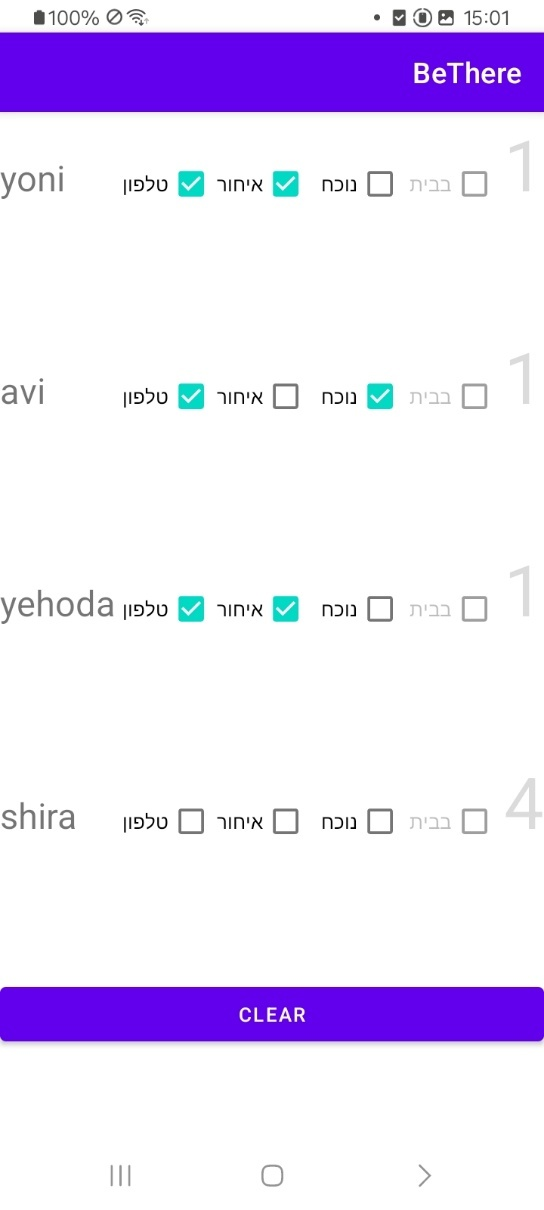 100% 15:01
BeThere
1 בבית נוכח איחור טלפון yoni
1 בבית נוכח איחור טלפון avi
1 בבית נוכח איחור טלפון yehoda
4 בבית נוכח איחור טלפון shira
CLEAR